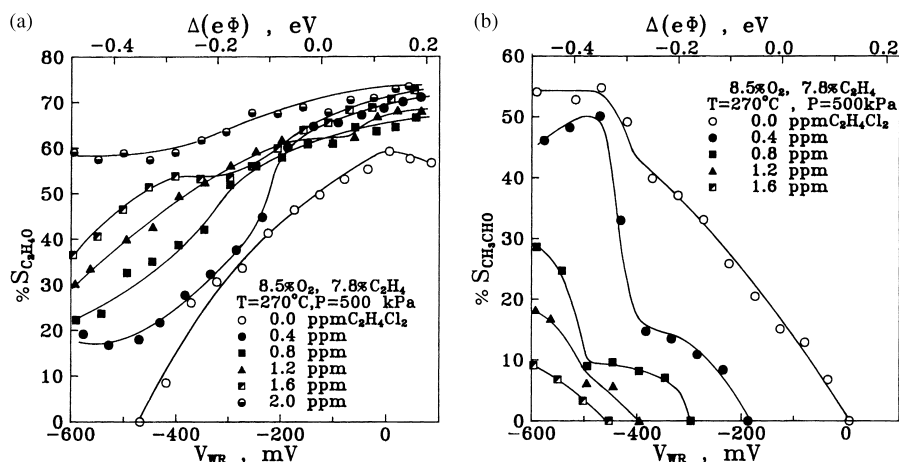 (a)
Δ(eΦ) , eV
−0.4 −0.2 0.0 0.2
80
70
60
50
40
30
20
10
0
%S_C₂H₄O
8.5%O₂, 7.8%C₂H₄
T=270°C,P=500 kPa
0.0 ppmC₂H₄Cl₂
0.4 ppm
0.8 ppm
1.2 ppm
1.6 ppm
2.0 ppm
−600 −400 −200 0
V_WR , mV
(b)
Δ(eΦ) , eV
−0.4 −0.2 0.0 0.2
60
50
40
30
20
10
0
%S_CH₃CHO
8.5%O₂, 7.8%C₂H₄
T=270°C , P=500kPa
0.0 ppmC₂H₄Cl₂
0.4 ppm
0.8 ppm
1.2 ppm
1.6 ppm
−600 −400 −200 0
V_WR , mV